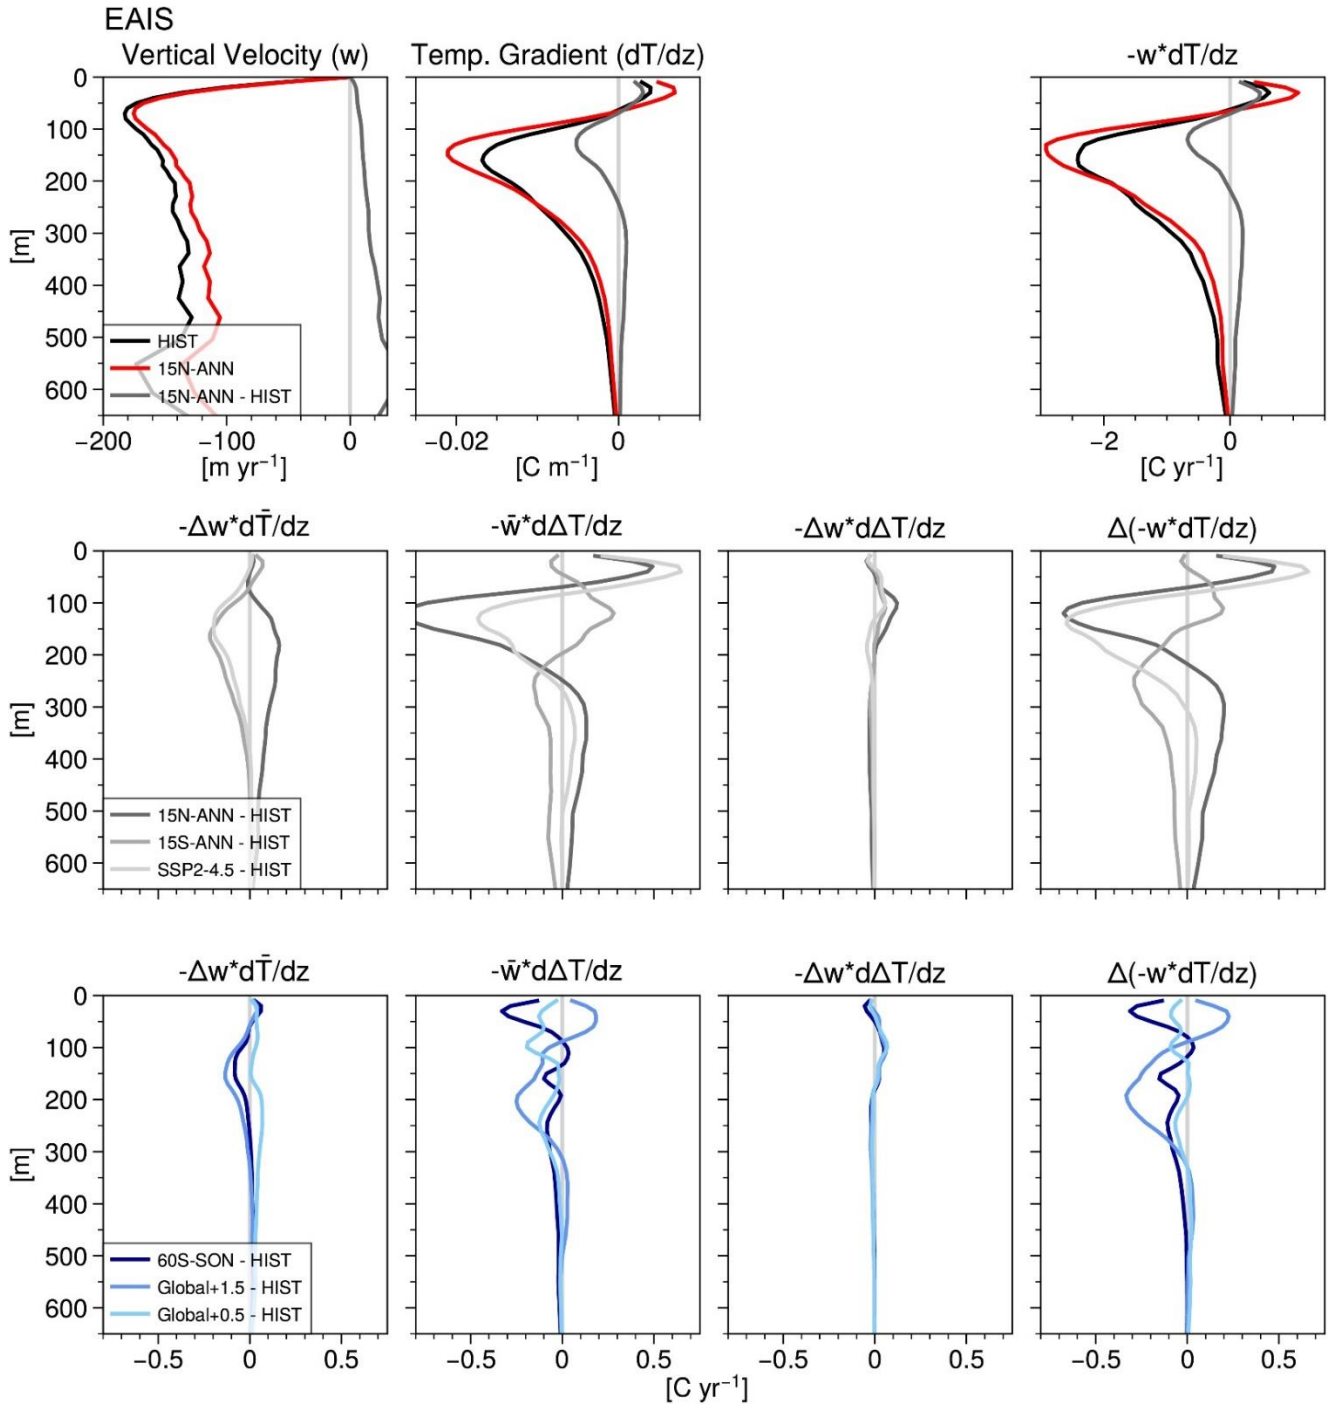 EAIS
Vertical Velocity (w)
Temp. Gradient (dT/dz)
-w*dT/dz
0
100
200
300
400
500
600
[m]
HIST
15N-ANN
15N-ANN - HIST
−200 −100 0
[m yr⁻¹]
−0.02 0
[C m⁻¹]
−2 0
[C yr⁻¹]
-Δw*dT̄/dz
-w̄*dΔT/dz
-Δw*dΔT/dz
Δ(-w*dT/dz)
0
100
200
300
400
500
600
[m]
15N-ANN - HIST
15S-ANN - HIST
SSP2-4.5 - HIST
-Δw*dT̄/dz
-w̄*dΔT/dz
-Δw*dΔT/dz
Δ(-w*dT/dz)
0
100
200
300
400
500
600
[m]
60S-SON - HIST
Global+1.5 - HIST
Global+0.5 - HIST
−0.5 0 0.5
−0.5 0 0.5
−0.5 0 0.5
−0.5 0 0.5
[C yr⁻¹]